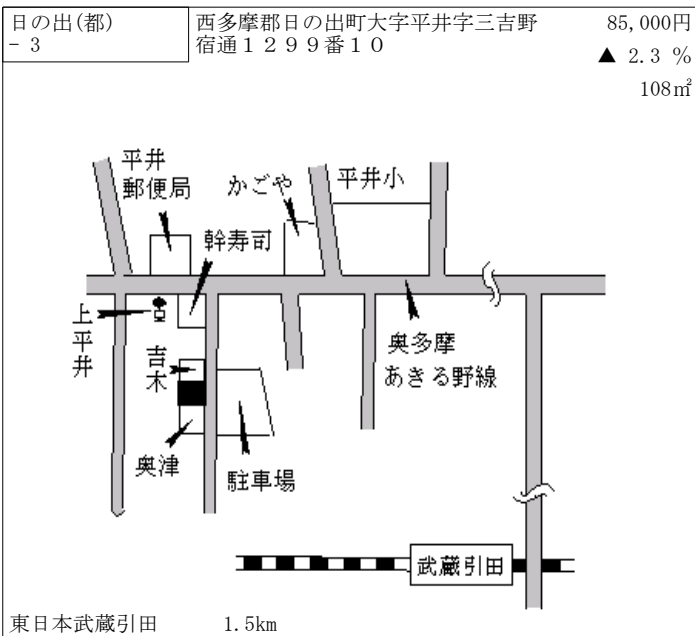 日の出(都)
－３
西多摩郡日の出町大字平井字三吉野
宿通１２９９番１０
85,000円
▲ 2.3 %
108㎡
平井
郵便局
かごや
平井小
幹寿司
上平井
吉木
奥多摩
あきる野線
奥津
駐車場
武蔵引田
東日本武蔵引田
1.5km